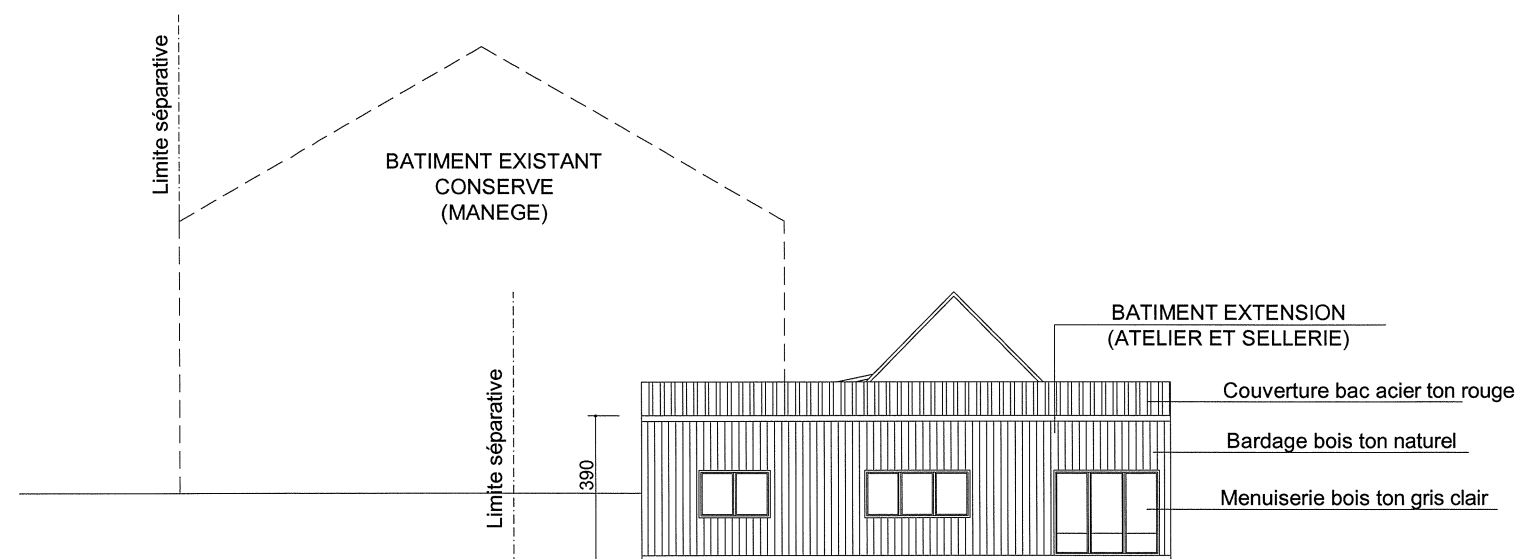 Limite séparative
BATIMENT EXISTANT
CONSERVE
(MANEGE)
BATIMENT EXTENSION
(ATELIER ET SELLERIE)
Couverture bac acier ton rouge
Limite séparative
390
Bardage bois ton naturel
Menuiserie bois ton gris clair